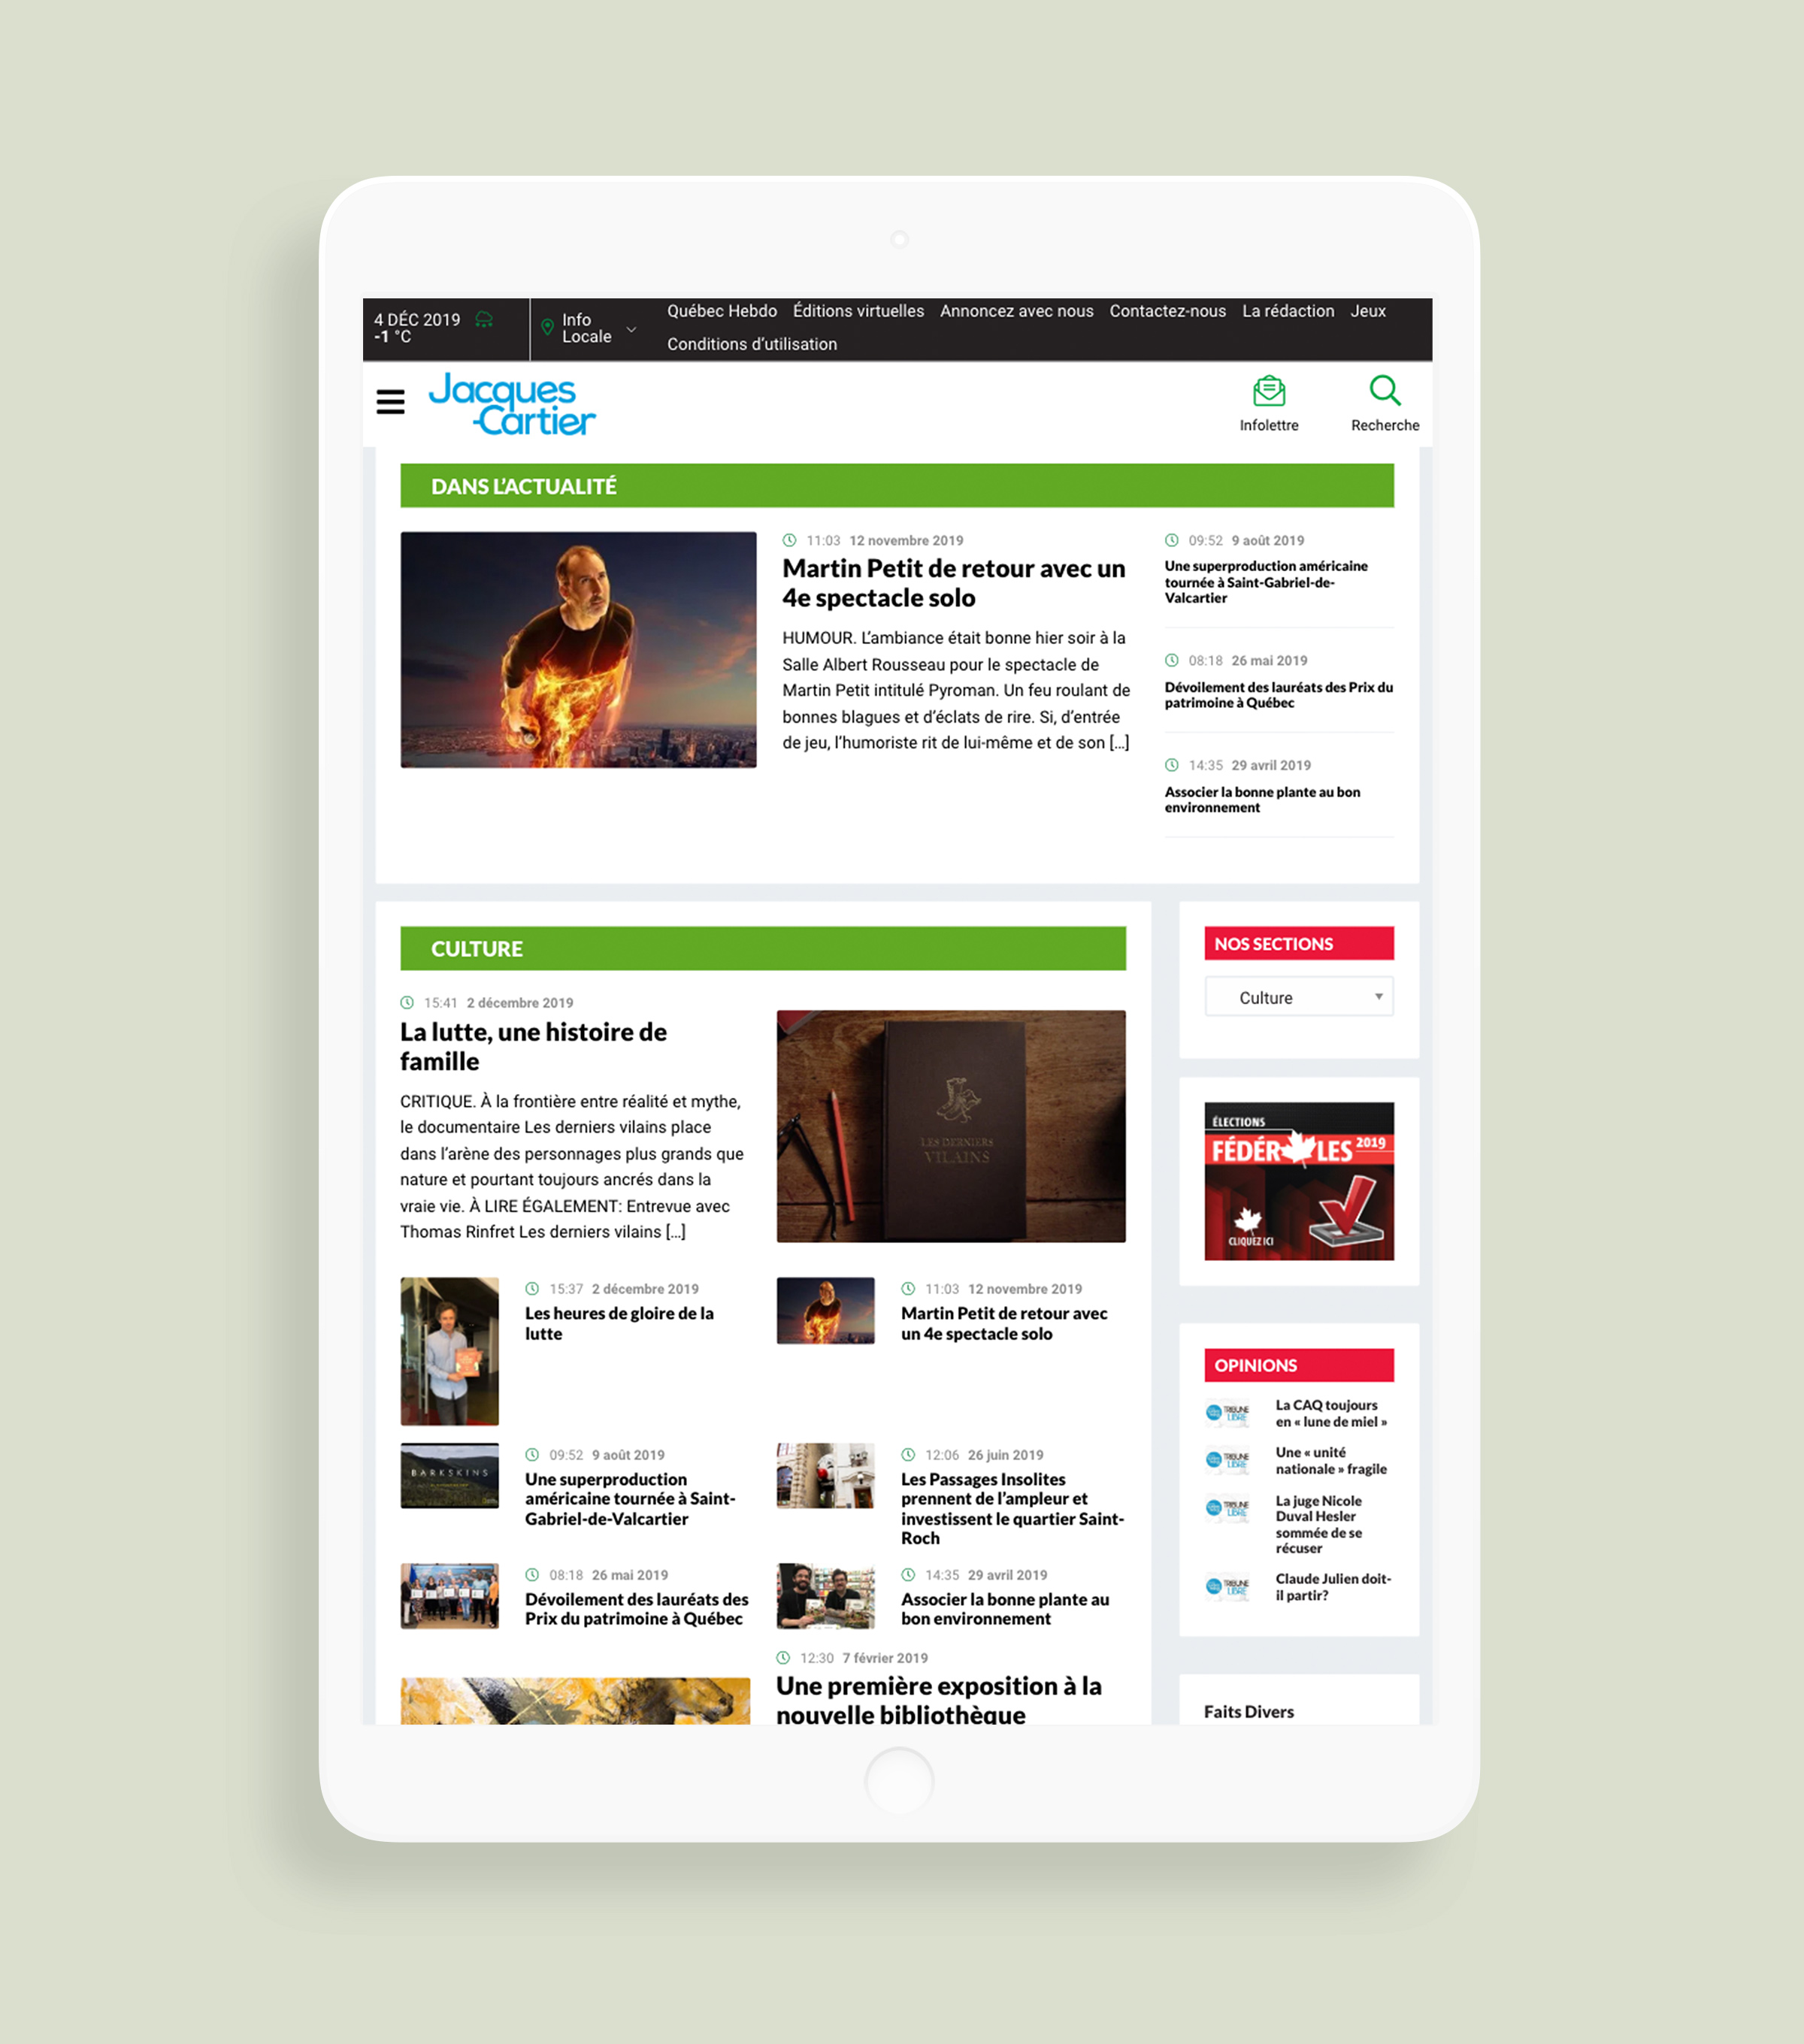 4 DÉC 2019
-1 °C
Info
Locale
Québec Hebdo Éditions virtuelles Annoncez avec nous Contactez-nous La rédaction Jeux
Conditions d'utilisation
Jacques
-Cartier
Infolettre
Recherche
DANS L'ACTUALITÉ
11:03 12 novembre 2019
Martin Petit de retour avec un
4e spectacle solo
HUMOUR. L'ambiance était bonne hier soir à la
Salle Albert Rousseau pour le spectacle de
Martin Petit intitulé Pyroman. Un feu roulant de
bonnes blagues et d'éclats de rire. Si, d'entrée
de jeu, l'humoriste rit de lui-même et de son [...]
09:52 9 août 2019
Une superproduction américaine
tournée à Saint-Gabriel-de-
Valcartier
08:18 26 mai 2019
Dévoilement des lauréats des Prix du
patrimoine à Québec
14:35 29 avril 2019
Associer la bonne plante au bon
environnement
CULTURE
15:41 2 décembre 2019
La lutte, une histoire de
famille
CRITIQUE. À la frontière entre réalité et mythe,
le documentaire Les derniers vilains place
dans l'arène des personnages plus grands que
nature et pourtant toujours ancrés dans la
vraie vie. À LIRE ÉGALEMENT: Entrevue avec
Thomas Rinfret Les derniers vilains [...]
LES DERNIERS
VILAINS
15:37 2 décembre 2019
Les heures de gloire de la
lutte
11:03 12 novembre 2019
Martin Petit de retour avec
un 4e spectacle solo
BARKSKINS
09:52 9 août 2019
Une superproduction
américaine tournée à Saint-
Gabriel-de-Valcartier
12:06 26 juin 2019
Les Passages Insolites
prennent de l'ampleur et
investissent le quartier Saint-
Roch
08:18 26 mai 2019
Dévoilement des lauréats des
Prix du patrimoine à Québec
14:35 29 avril 2019
Associer la bonne plante au
bon environnement
12:30 7 février 2019
Une première exposition à la
nouvelle bibliothèque
NOS SECTIONS
Culture
ÉLECTIONS
FÉDÉR LES 2019
CLIQUEZ ICI
OPINIONS
TRIBUNE
LIBRE
La CAQ toujours
en « lune de miel »
TRIBUNE
LIBRE
Une « unité
nationale » fragile
TRIBUNE
LIBRE
La juge Nicole
Duval Hesler
sommée de se
récuser
TRIBUNE
LIBRE
Claude Julien doit-
il partir?
Faits Divers